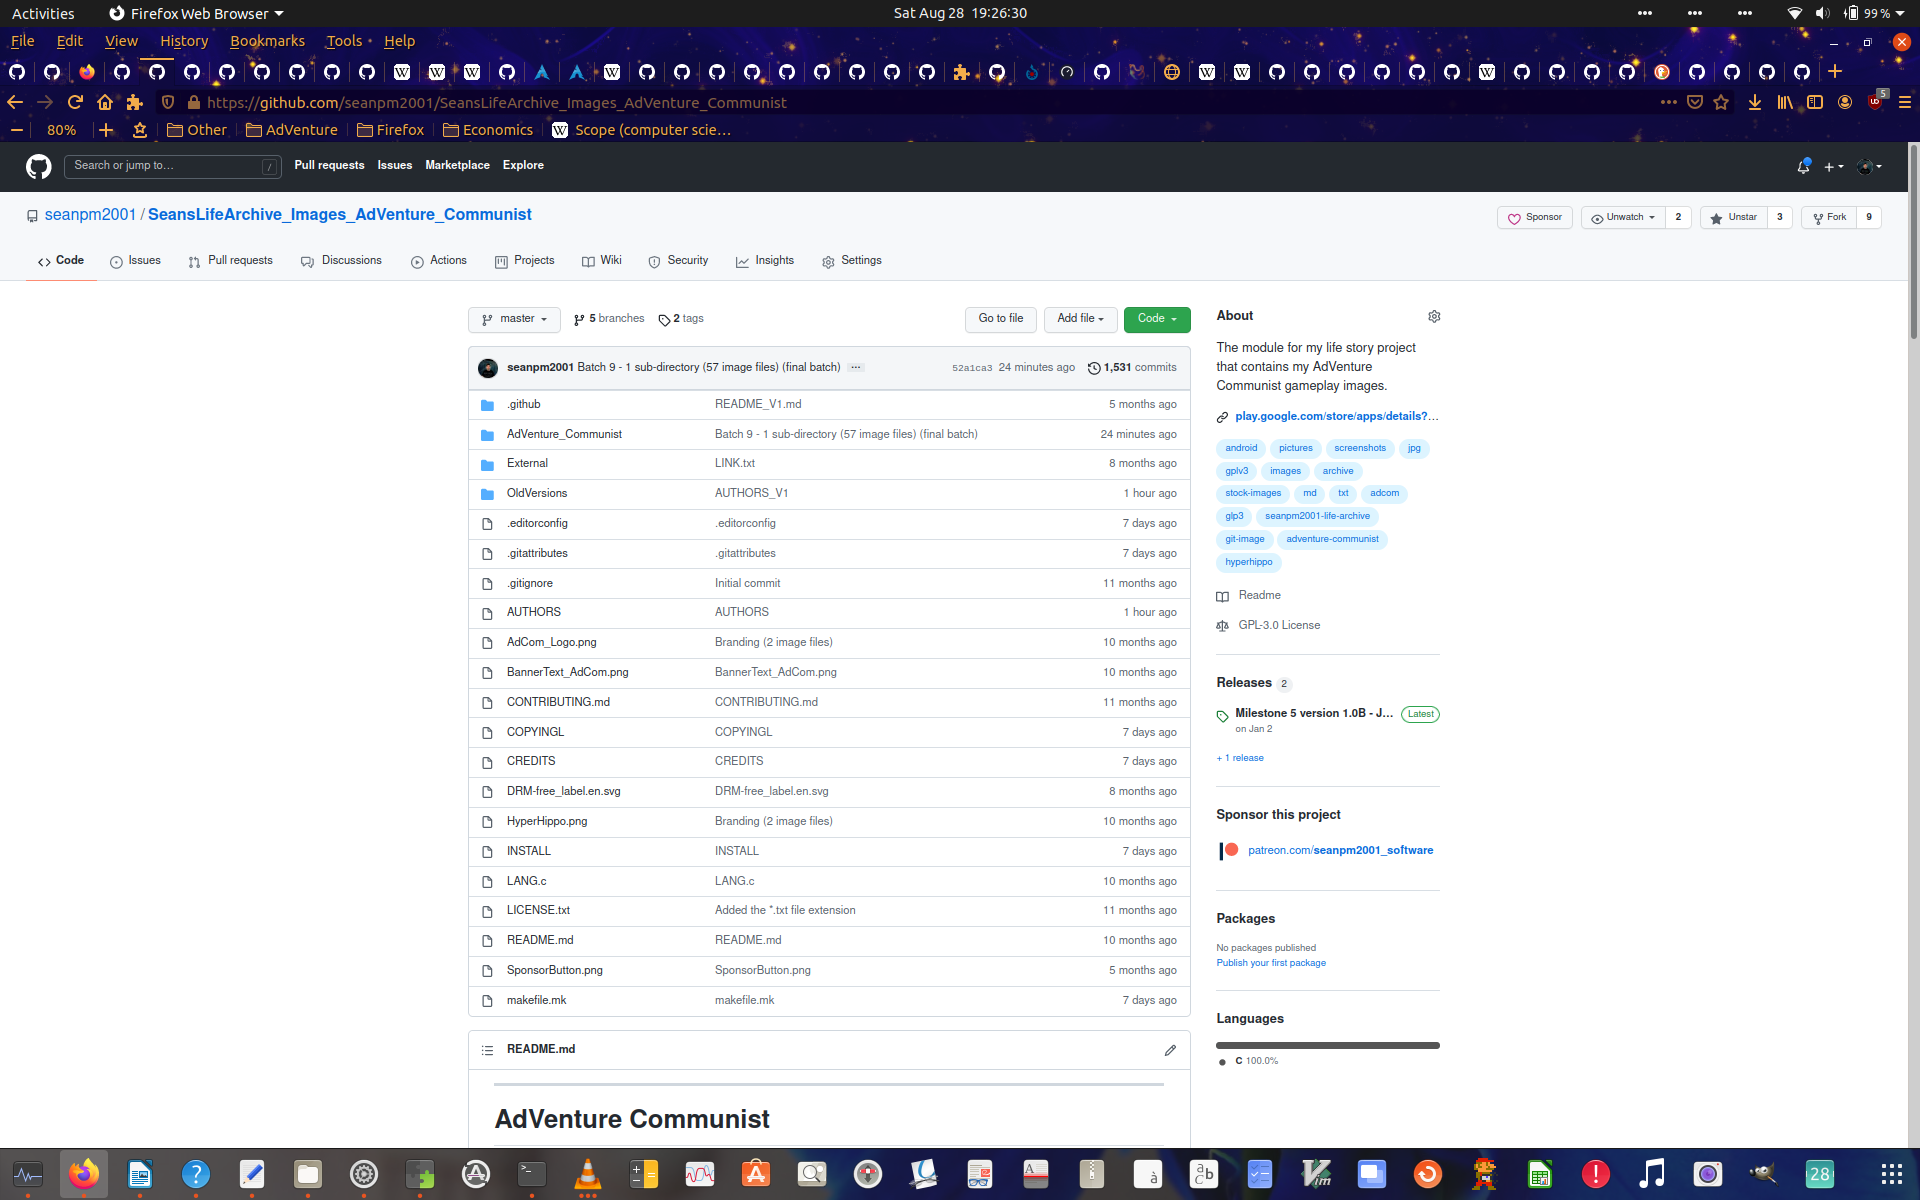 Activities Firefox Web Browser Sat Aug 28 19:26:30 99 %
File Edit View History Bookmarks Tools Help
https://github.com/seanpm2001/SeansLifeArchive_Images_AdVenture_Communist 5
80% Other AdVenture Firefox Economics Scope (computer scie…
Search or jump to… / Pull requests Issues Marketplace Explore
seanpm2001 / SeansLifeArchive_Images_AdVenture_Communist Sponsor Unwatch 2 Unstar 3 Fork 9
Code Issues Pull requests Discussions Actions Projects Wiki Security Insights Settings
master 5 branches 2 tags Go to file Add file Code
seanpm2001 Batch 9 - 1 sub-directory (57 image files) (final batch) ... 52a1ca3 24 minutes ago 1,531 commits
.github README_V1.md 5 months ago
AdVenture_Communist Batch 9 - 1 sub-directory (57 image files) (final batch) 24 minutes ago
External LINK.txt 8 months ago
OldVersions AUTHORS_V1 1 hour ago
.editorconfig .editorconfig 7 days ago
.gitattributes .gitattributes 7 days ago
.gitignore Initial commit 11 months ago
AUTHORS AUTHORS 1 hour ago
AdCom_Logo.png Branding (2 image files) 10 months ago
BannerText_AdCom.png BannerText_AdCom.png 10 months ago
CONTRIBUTING.md CONTRIBUTING.md 11 months ago
COPYINGL COPYINGL 7 days ago
CREDITS CREDITS 7 days ago
DRM-free_label.en.svg DRM-free_label.en.svg 8 months ago
HyperHippo.png Branding (2 image files) 10 months ago
INSTALL INSTALL 7 days ago
LANG.c LANG.c 10 months ago
LICENSE.txt Added the *.txt file extension 11 months ago
README.md README.md 10 months ago
SponsorButton.png SponsorButton.png 5 months ago
makefile.mk makefile.mk 7 days ago
README.md
AdVenture Communist
About
The module for my life story project
that contains my AdVenture
Communist gameplay images.
play.google.com/store/apps/details?…
android pictures screenshots jpg
gplv3 images archive
stock-images md txt adcom
glp3 seanpm2001-life-archive
git-image adventure-communist
hyperhippo
Readme
GPL-3.0 License
Releases 2
Milestone 5 version 1.0B - J… Latest
on Jan 2
+ 1 release
Sponsor this project
patreon.com/seanpm2001_software
Packages
No packages published
Publish your first package
Languages
C 100.0%
28